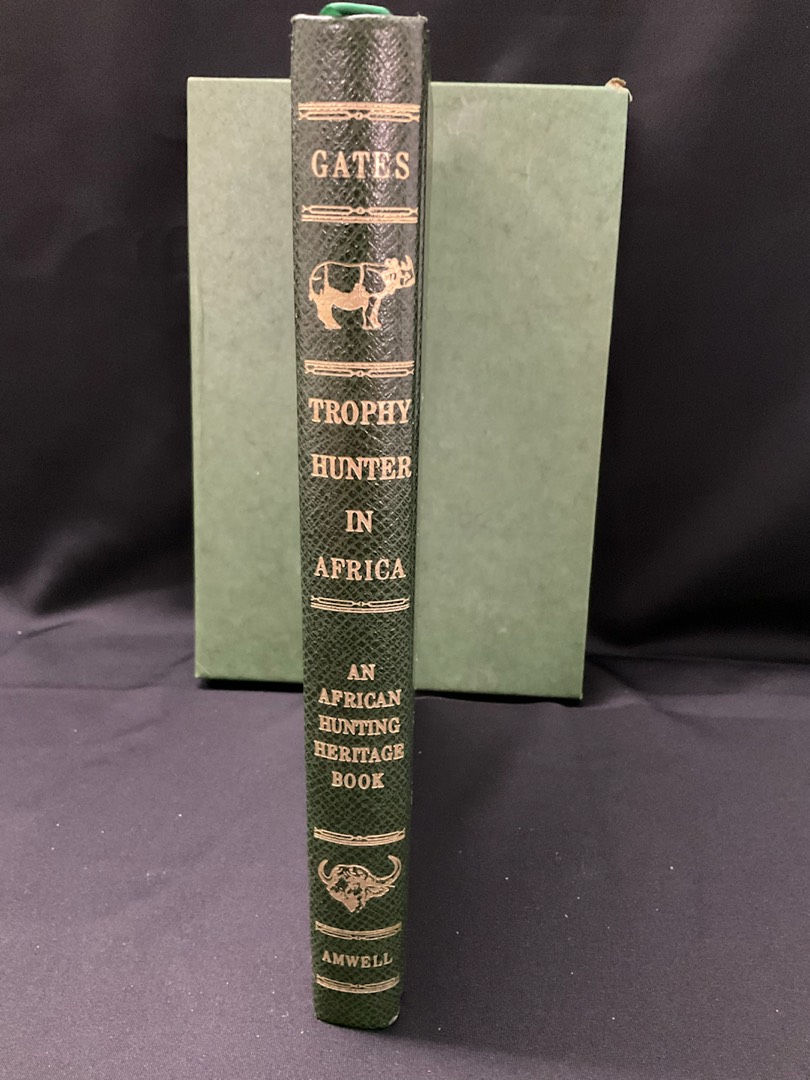 GATES
TROPHY
HUNTER
IN
AFRICA
AN
AFRICAN
HUNTING
HERITAGE
BOOK
AMWELL